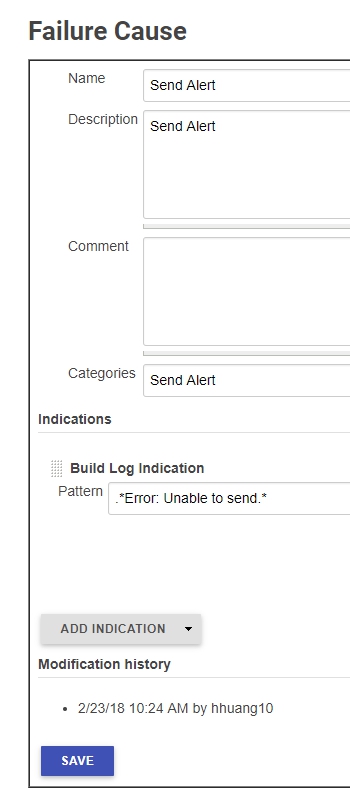 Failure Cause
Name Send Alert
Description Send Alert
Comment
Categories Send Alert
Indications
Build Log Indication
Pattern .*Error: Unable to send.*
ADD INDICATION
Modification history
• 2/23/18 10:24 AM by hhuang10
SAVE